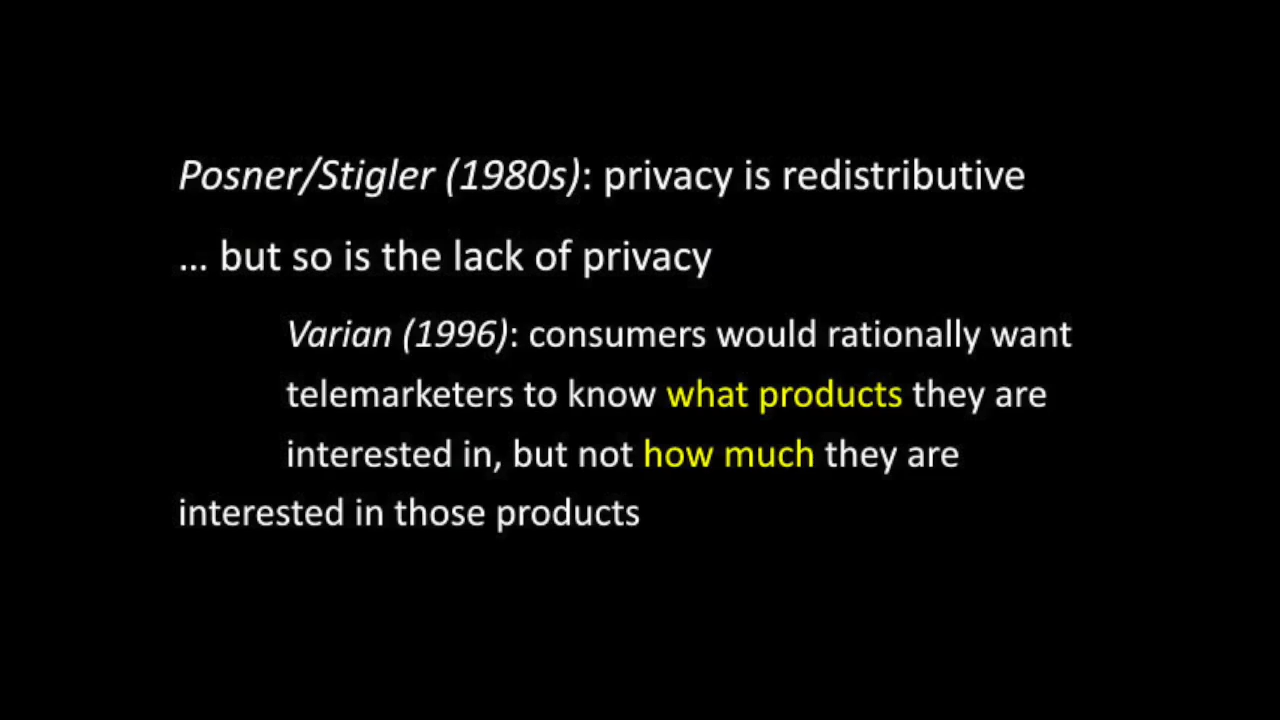 Posner/Stigler (1980s): privacy is redistributive
... but so is the lack of privacy
Varian (1996): consumers would rationally want
telemarketers to know what products they are
interested in, but not how much they are
interested in those products